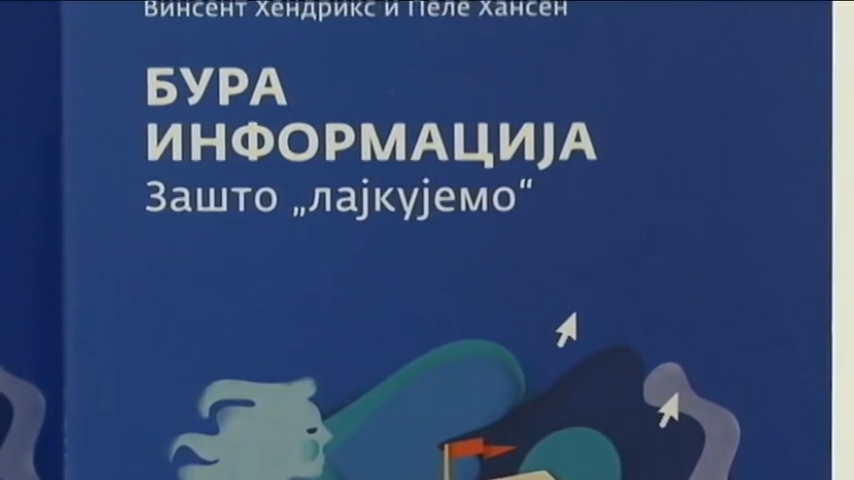 Винсент Хендрикс и Пеле Хансен
БУРА
ИНФОРМАЦИЈА
Зашто „лајкујемо“